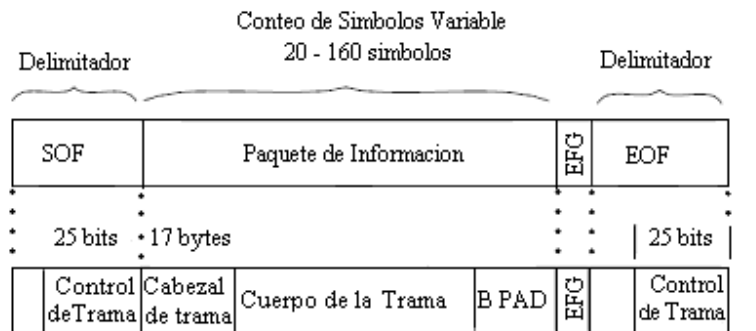 Conteo de Simbolos Variable
20 - 160 simbolos
Delimitador
Delimitador
SOF
Paquete de Informacion
EFG
EOF
25 bits
17 bytes
25 bits
Control
deTrama
Cabezal
de trama
Cuerpo de la Trama
B PAD
EFG
Control
de Trama